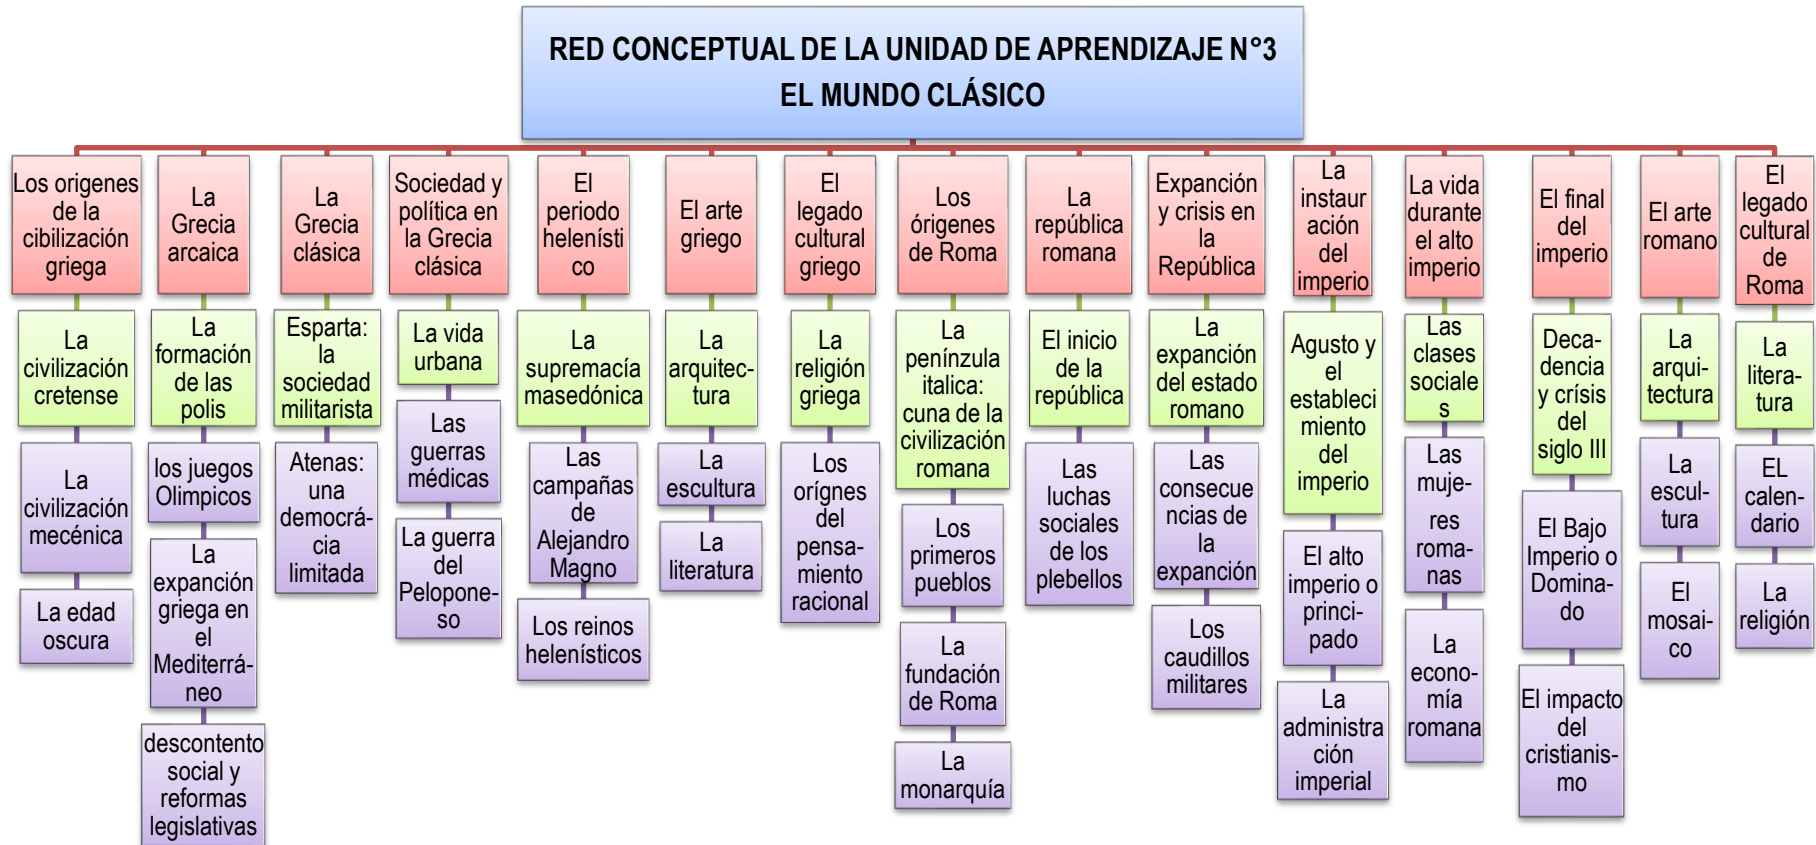 RED CONCEPTUAL DE LA UNIDAD DE APRENDIZAJE N°3
EL MUNDO CLÁSICO
Los origenes
de la
cibilización
griega
La
civilización
cretense
La
civilización
mecénica
La edad
oscura
La
Grecia
arcaica
La
formación
de las
polis
los juegos
Olimpicos
La
expanción
griega en
el
Mediterrá-
neo
descontento
social y
reformas
legislativas
La
Grecia
clásica
Esparta:
la
sociedad
militarista
Atenas:
una
democrá-
cia
limitada
Sociedad y
política en
la Grecia
clásica
La vida
urbana
Las
guerras
médicas
La guerra
del
Pelopone-
so
El
periodo
helenísti
co
La
supremacía
masedónica
Las
campañas
de
Alejandro
Magno
Los reinos
helenísticos
El arte
griego
La
arquitec-
tura
La
escultura
La
literatura
El
legado
cultural
griego
La
religión
griega
Los
orígnes
del
pensa-
miento
racional
Los
órigenes
de Roma
La
penínzula
italica:
cuna de la
civilización
romana
Los
primeros
pueblos
La
fundación
de Roma
La
monarquía
La
república
romana
El inicio
de la
república
Las
luchas
sociales
de los
plebellos
Expanción
y crisis en
la
República
La
expanción
del estado
romano
Las
consecue
ncias de
la
expanción
Los
caudillos
militares
La
instaur
ación
del
imperio
Agusto y
el
estableci
miento
del
imperio
El alto
imperio o
princi-
pado
La
administra
ción
imperial
La vida
durante
el alto
imperio
Las
clases
sociale
s
Las
muje-
res
roma-
nas
La
econo-
mía
romana
El final
del
imperio
Deca-
dencia
y crísis
del
siglo III
El Bajo
Imperio o
Domina-
do
El impacto
del
cristianis-
mo
El arte
romano
La
arqui-
tectura
La
escul-
tura
El
mosai-
co
El
legado
cultural
de
Roma
La
litera-
tura
EL
calen-
dario
La
religión